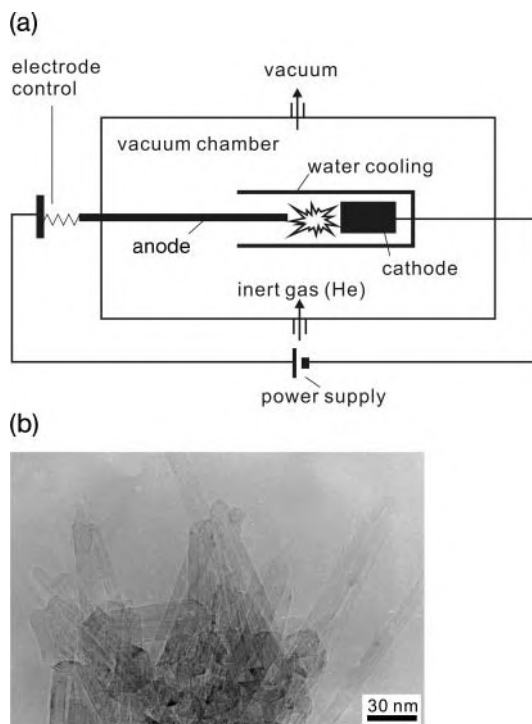 (a)
electrode
control
vacuum
vacuum chamber
water cooling
anode
cathode
inert gas (He)
power supply
(b)
30 nm